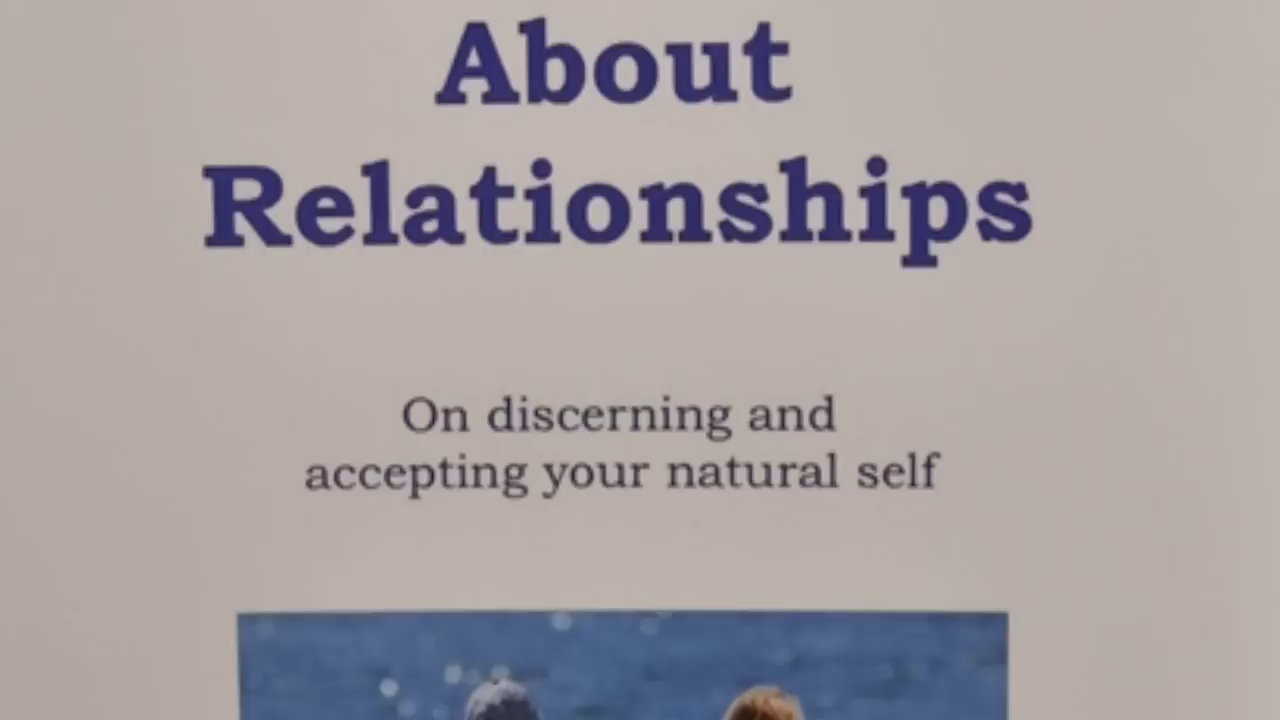 About
Relationships
On discerning and
accepting your natural self